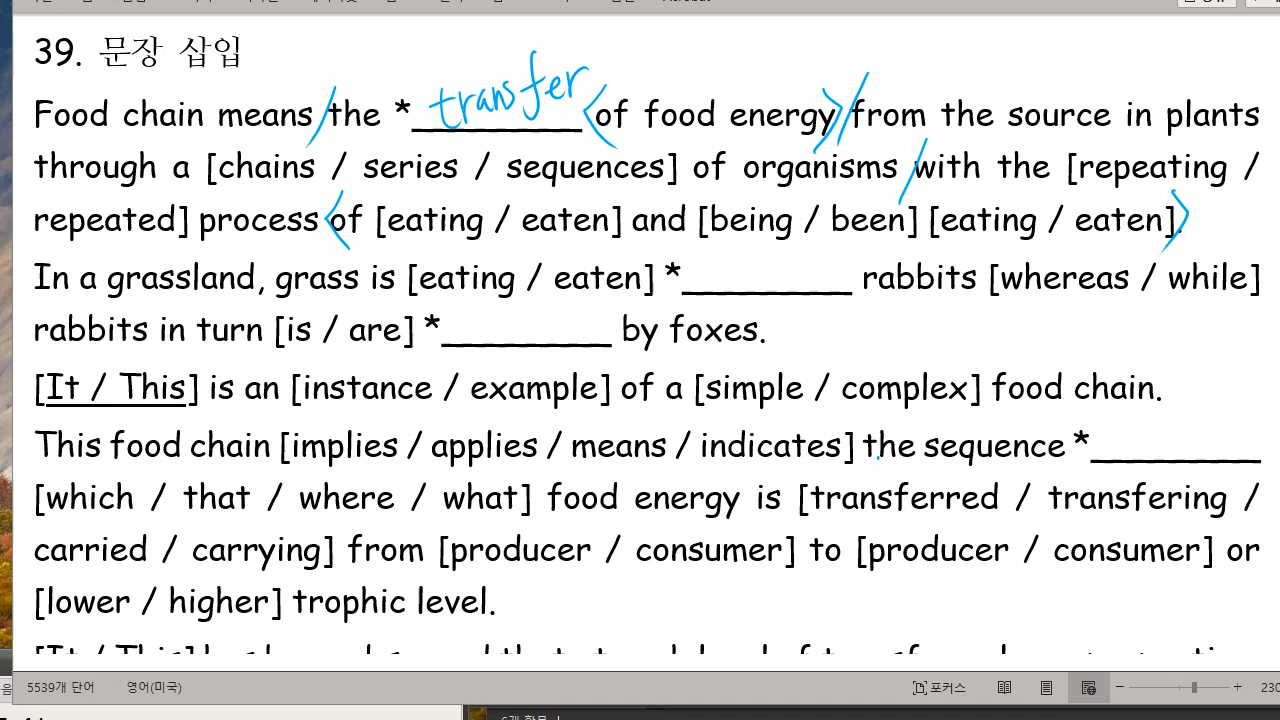 39. 문장 삽입
Food chain means the *transfer of food energy from the source in plants
through a [chains / series / sequences] of organisms with the [repeating /
repeated] process of [eating / eaten] and [being / been] [eating / eaten].
In a grassland, grass is [eating / eaten] *_________ rabbits [whereas / while]
rabbits in turn [is / are] *_________ by foxes.
[It / This] is an [instance / example] of a [simple / complex] food chain.
This food chain [implies / applies / means / indicates] the sequence *_________
[which / that / where / what] food energy is [transferred / transfering /
carried / carrying] from [producer / consumer] to [producer / consumer] or
[lower / higher] trophic level.
5539개 단어 영어(미국) 포커스